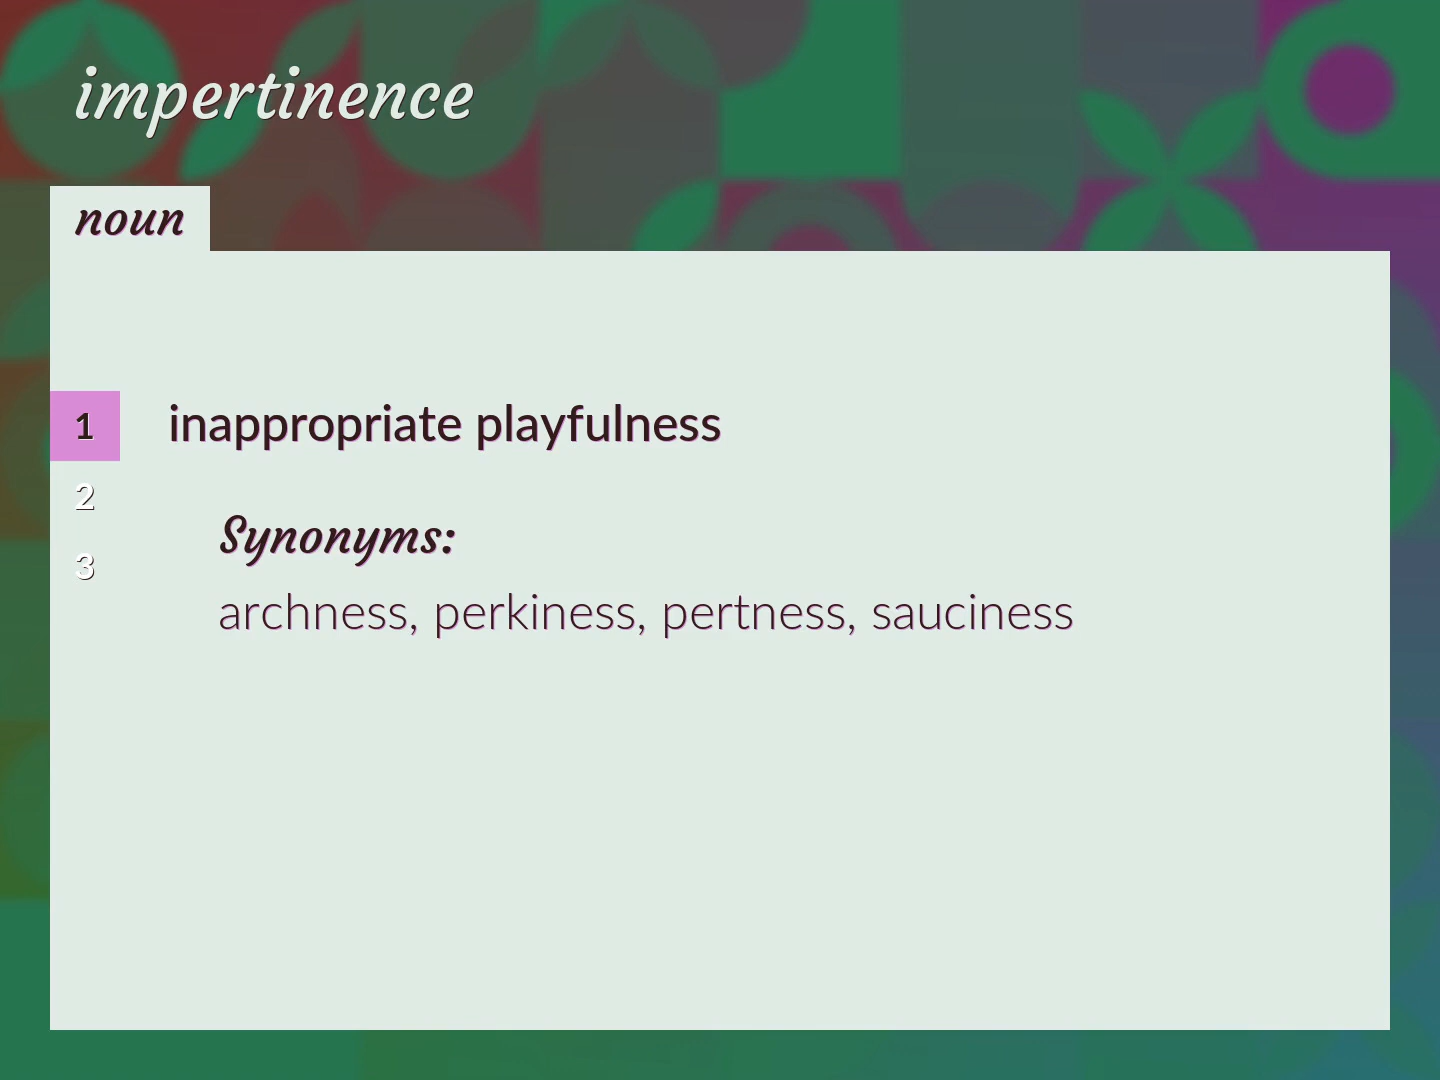 impertinence
noun
1
inappropriate playfulness
2
Synonyms:
3
archness, perkiness, pertness, sauciness